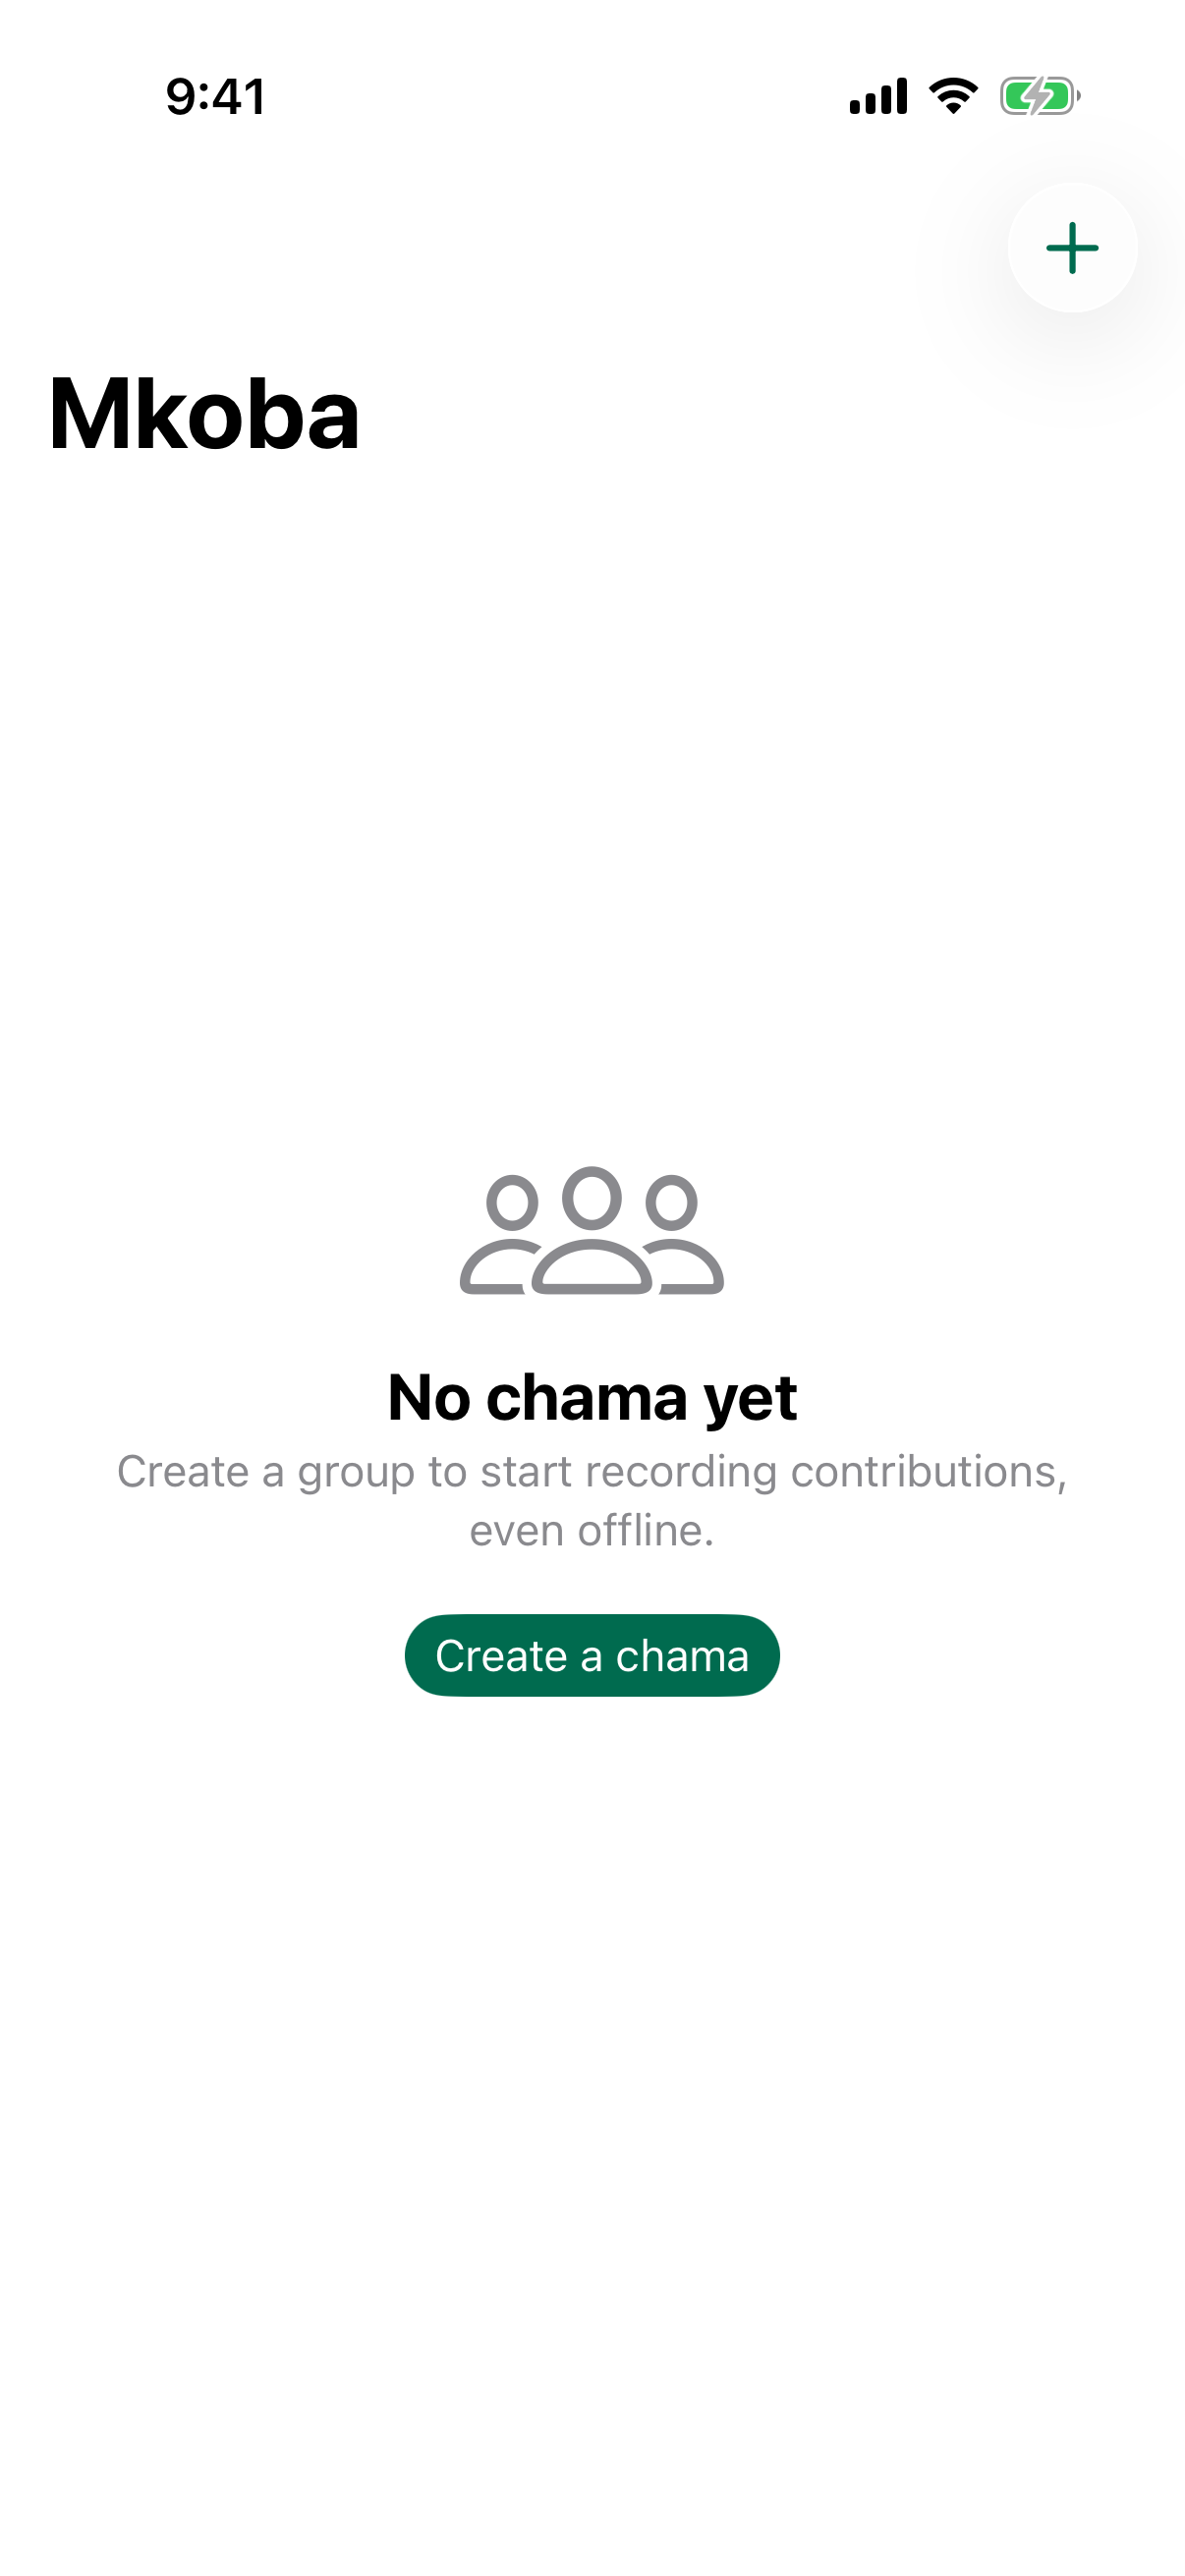 9:41
Mkoba
No chama yet
Create a group to start recording contributions,
even offline.
Create a chama